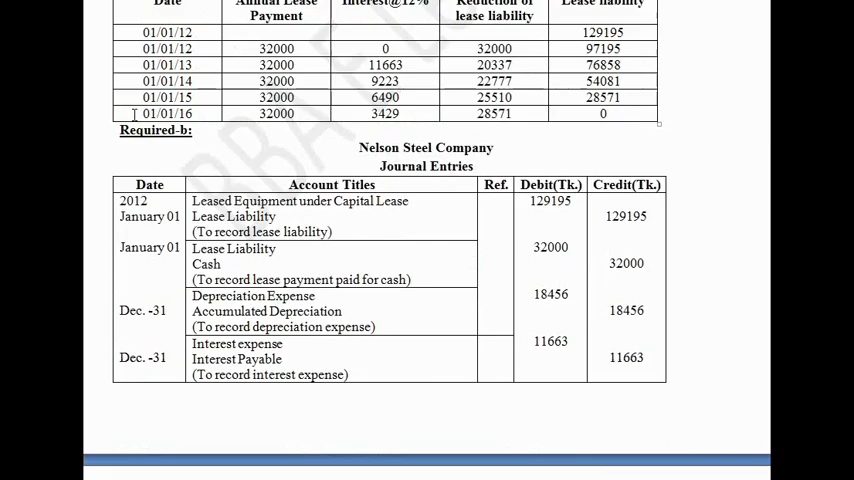 Date Annual Lease Payment Interest@12% Reduction of lease liability Lease liability
01/01/12 129195
01/01/12 32000 0 32000 97195
01/01/13 32000 11663 20337 76858
01/01/14 32000 9223 22777 54081
01/01/15 32000 6490 25510 28571
01/01/16 32000 3429 28571 0
Required-b:
Nelson Steel Company
Journal Entries
Date Account Titles Ref. Debit(Tk.) Credit(Tk.)
2012 Leased Equipment under Capital Lease 129195
January 01 Lease Liability 129195
(To record lease liability)
January 01 Lease Liability 32000
Cash 32000
(To record lease payment paid for cash)
Depreciation Expense 18456
Dec. -31 Accumulated Depreciation 18456
(To record depreciation expense)
Interest expense 11663
Dec. -31 Interest Payable 11663
(To record interest expense)